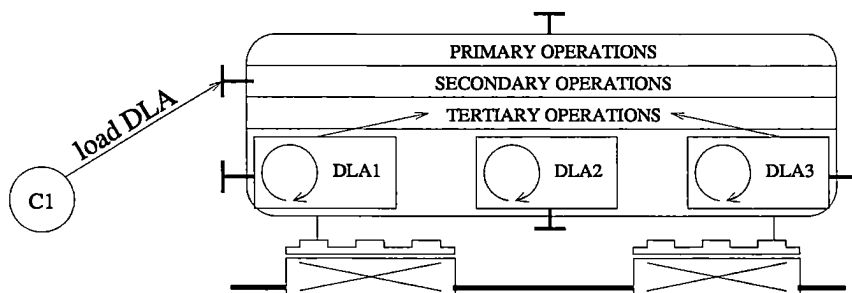 PRIMARY OPERATIONS
SECONDARY OPERATIONS
TERTIARY OPERATIONS
load DLA
C1
DLA1
DLA2
DLA3